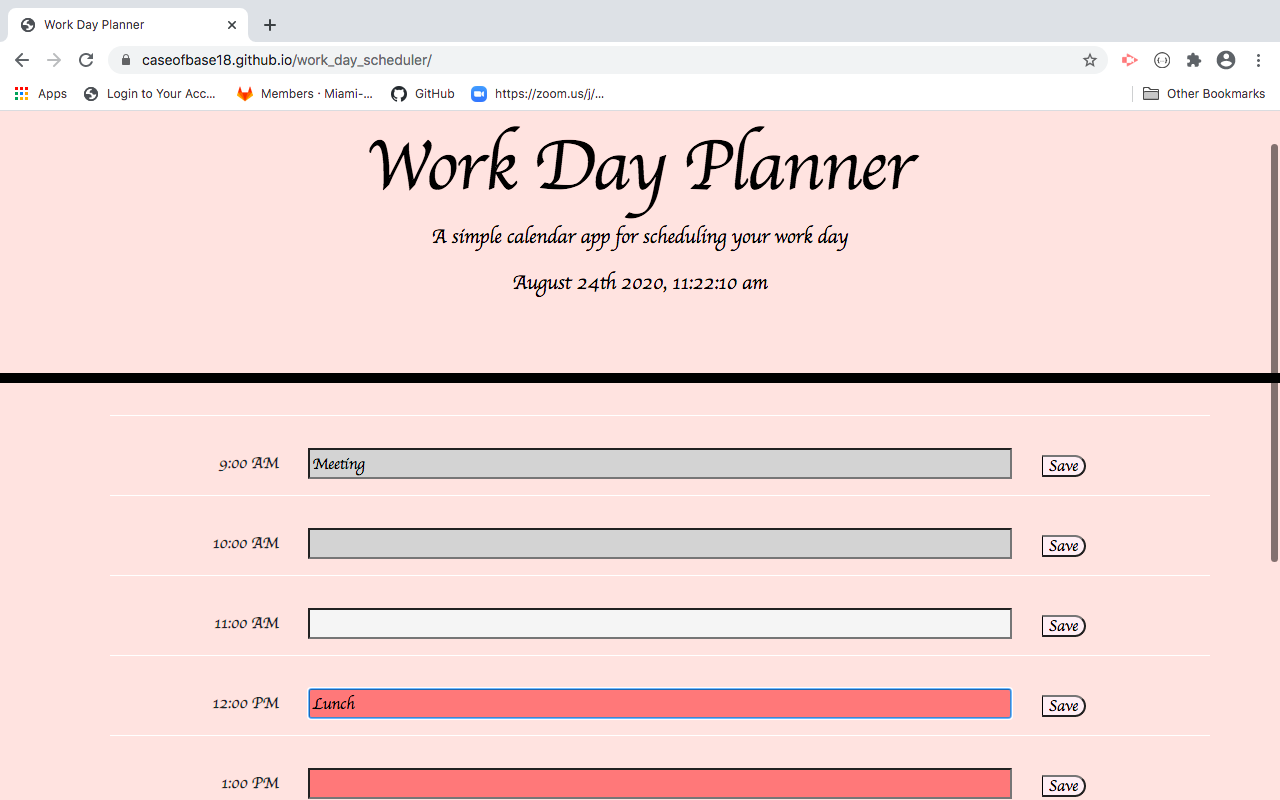 Work Day Planner
caseofbase18.github.io/work_day_scheduler/
Apps Login to Your Acc... Members · Miami-... GitHub https://zoom.us/j/... Other Bookmarks
Work Day Planner
A simple calendar app for scheduling your work day
August 24th 2020, 11:22:10 am
9:00 AM Meeting Save
10:00 AM Save
11:00 AM Save
12:00 PM Lunch Save
1:00 PM Save